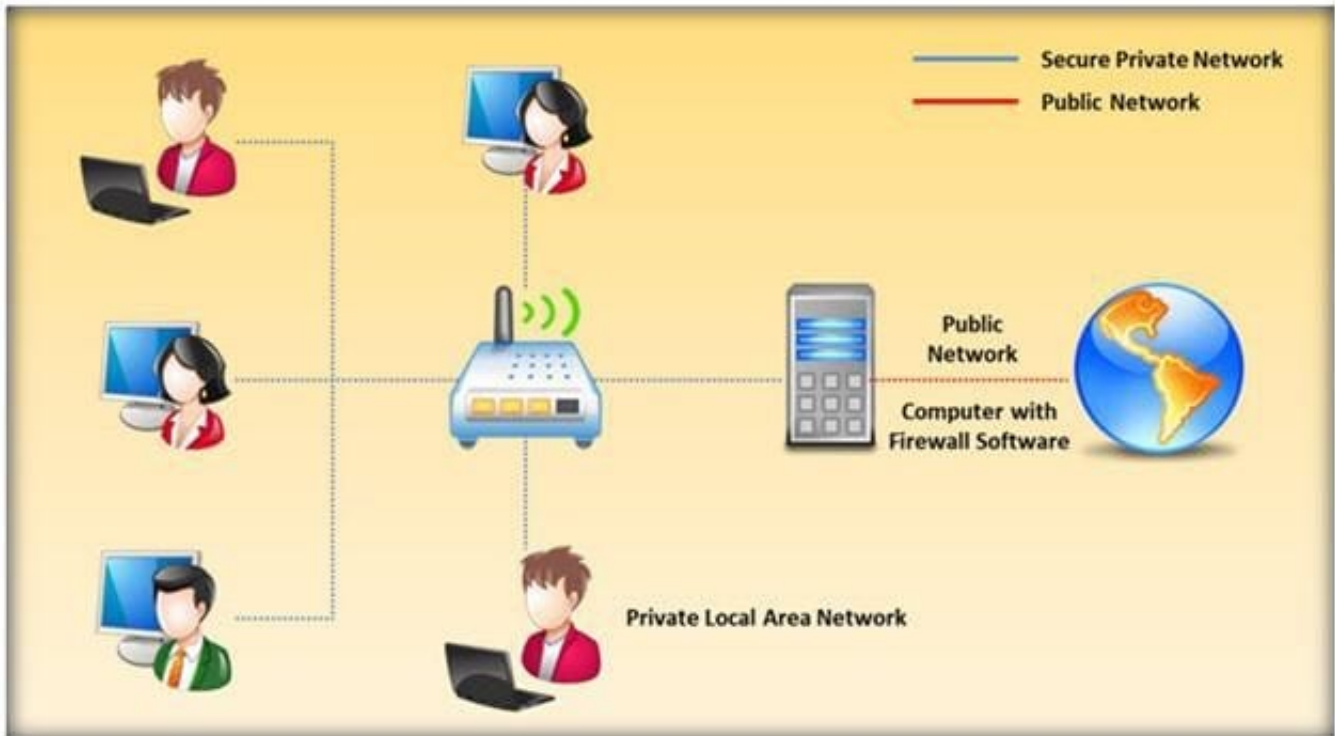 Secure Private Network
Public Network
Public
Network
Computer with
Firewall Software
Private Local Area Network